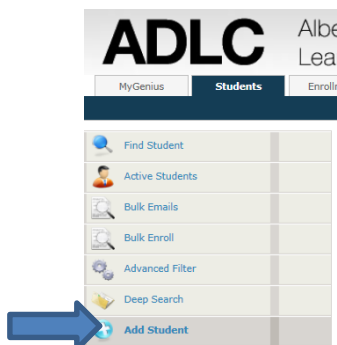 ADLC
Albe
Lea
MyGenius Students Enrolln
Find Student
Active Students
Bulk Emails
Bulk Enroll
Advanced Filter
Deep Search
Add Student